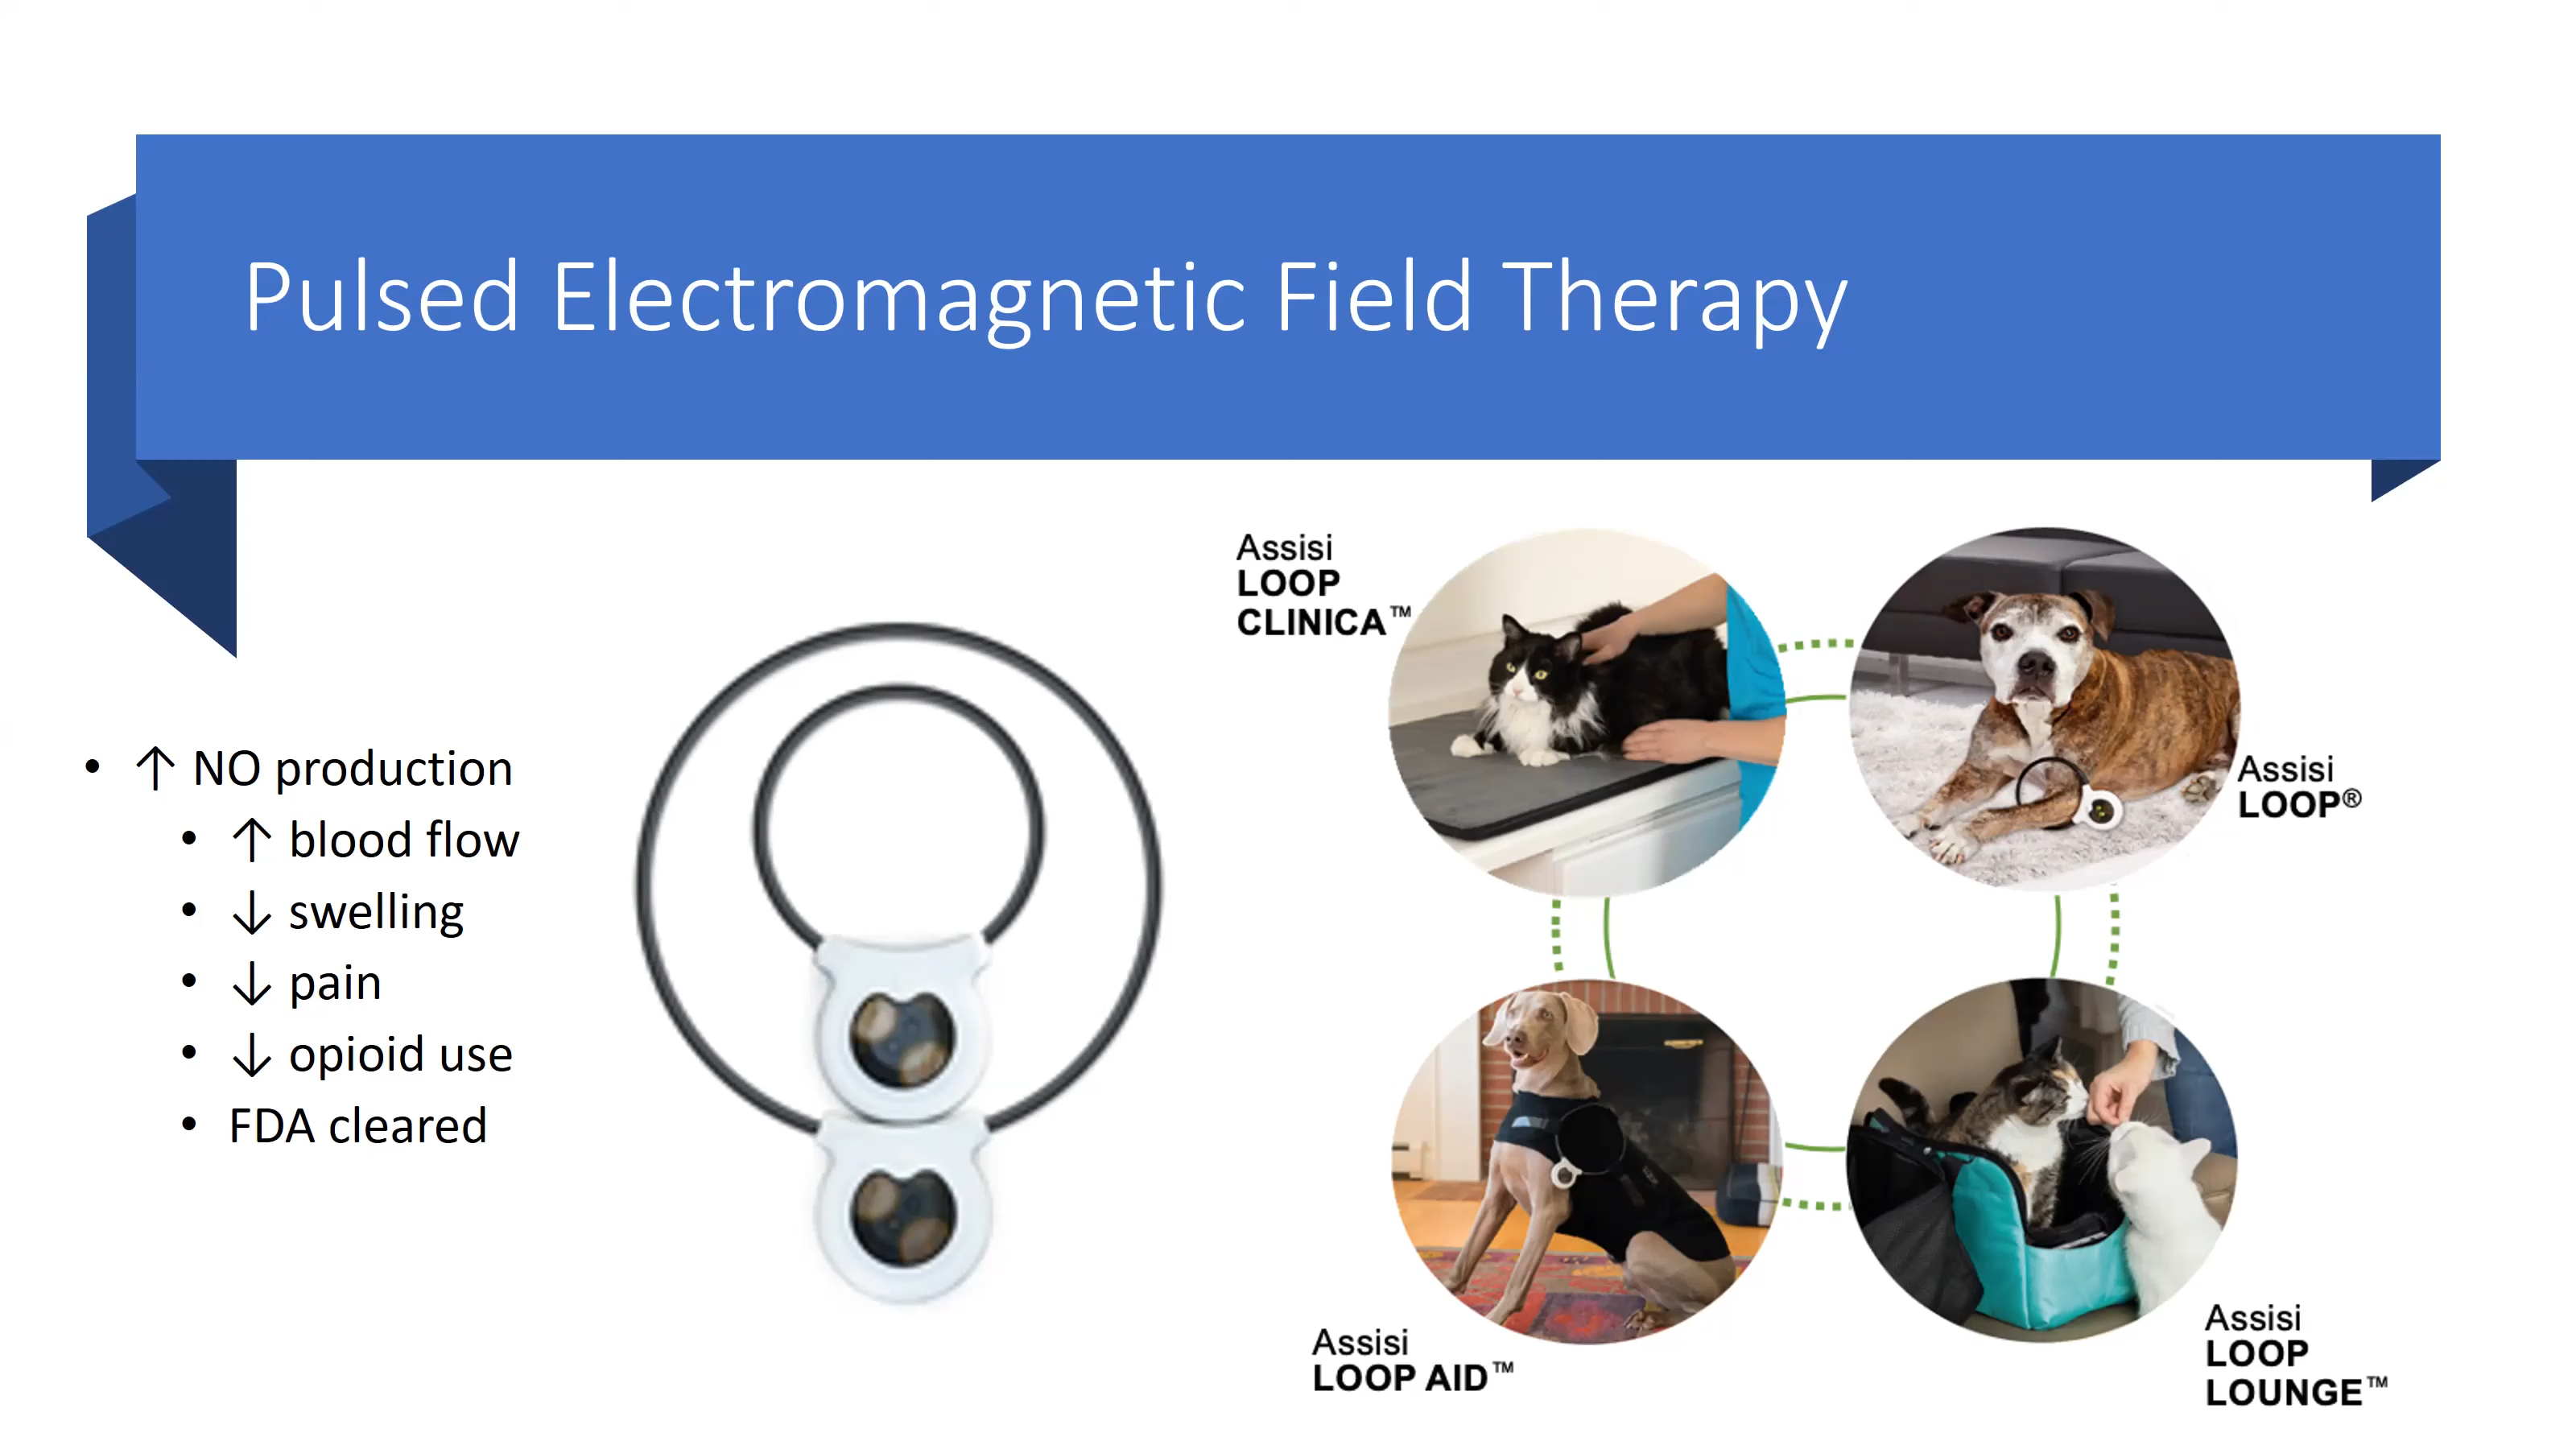 Pulsed Electromagnetic Field Therapy
• ↑ NO production
• ↑ blood flow
• ↓ swelling
• ↓ pain
• ↓ opioid use
• FDA cleared
Assisi
LOOP
CLINICA™
Assisi
LOOP®
Assisi
LOOP AID™
Assisi
LOOP
LOUNGE™